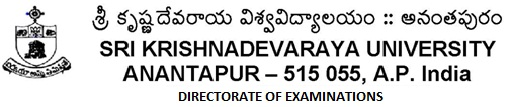 శ్రీ కృష్ణదేవరాయ విశ్వవిద్యాలయం :: అనంతపురం
SRI KRISHNADEVARAYA UNIVERSITY
ANANTAPUR – 515 055, A.P. India
DIRECTORATE OF EXAMINATIONS